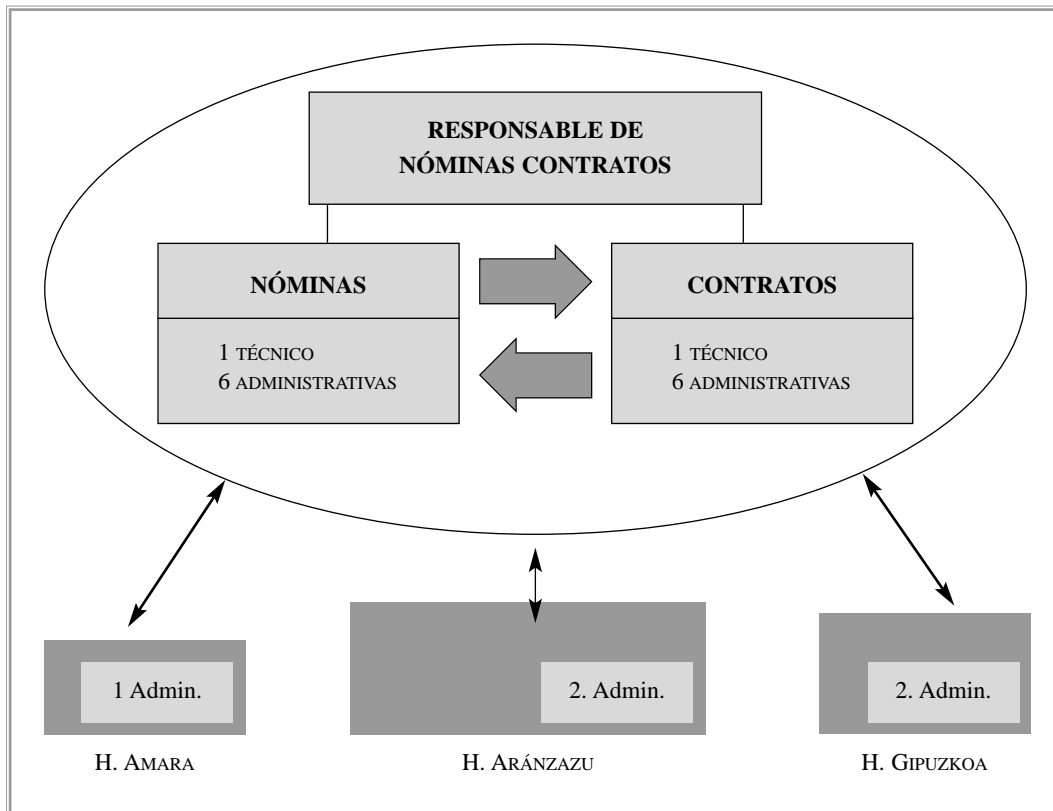 RESPONSABLE DE
NÓMINAS CONTRATOS
NÓMINAS
1 TÉCNICO
6 ADMINISTRATIVAS
CONTRATOS
1 TÉCNICO
6 ADMINISTRATIVAS
1 Admin.
2. Admin.
2. Admin.
H. AMARA
H. ARÁNZAZU
H. GIPUZKOA